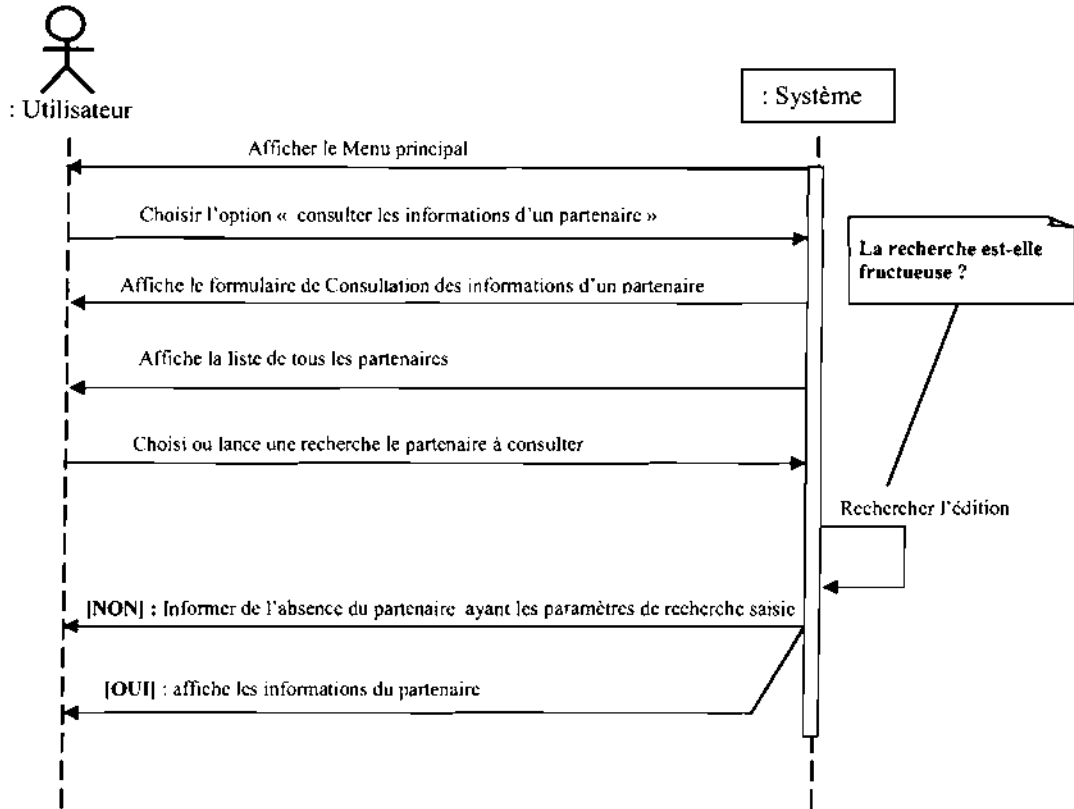 : Utilisateur
: Système
Afficher le Menu principal
Choisir l'option « consulter les informations d'un partenaire »
La recherche est-elle
fructueuse ?
Affiche le formulaire de Consultation des informations d'un partenaire
Affiche la liste de tous les partenaires
Choisi ou lance une recherche le partenaire à consulter
Rechercher l'édition
[NON] : Informer de l'absence du partenaire ayant les paramètres de recherche saisie
[OUI] : affiche les informations du partenaire